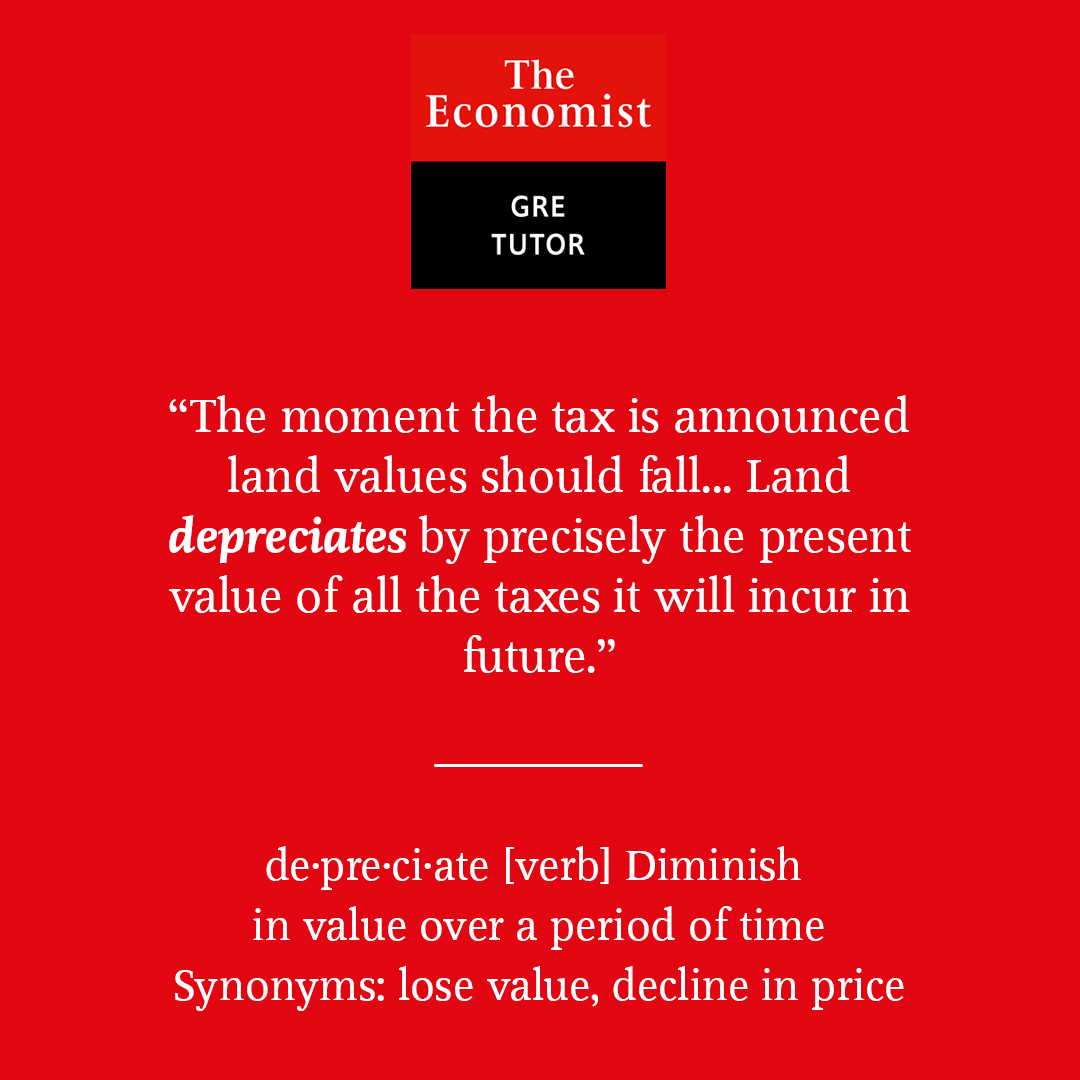 The
Economist
GRE
TUTOR
“The moment the tax is announced
land values should fall... Land
depreciates by precisely the present
value of all the taxes it will incur in
future.”
de·pre·ci·ate [verb] Diminish
in value over a period of time
Synonyms: lose value, decline in price